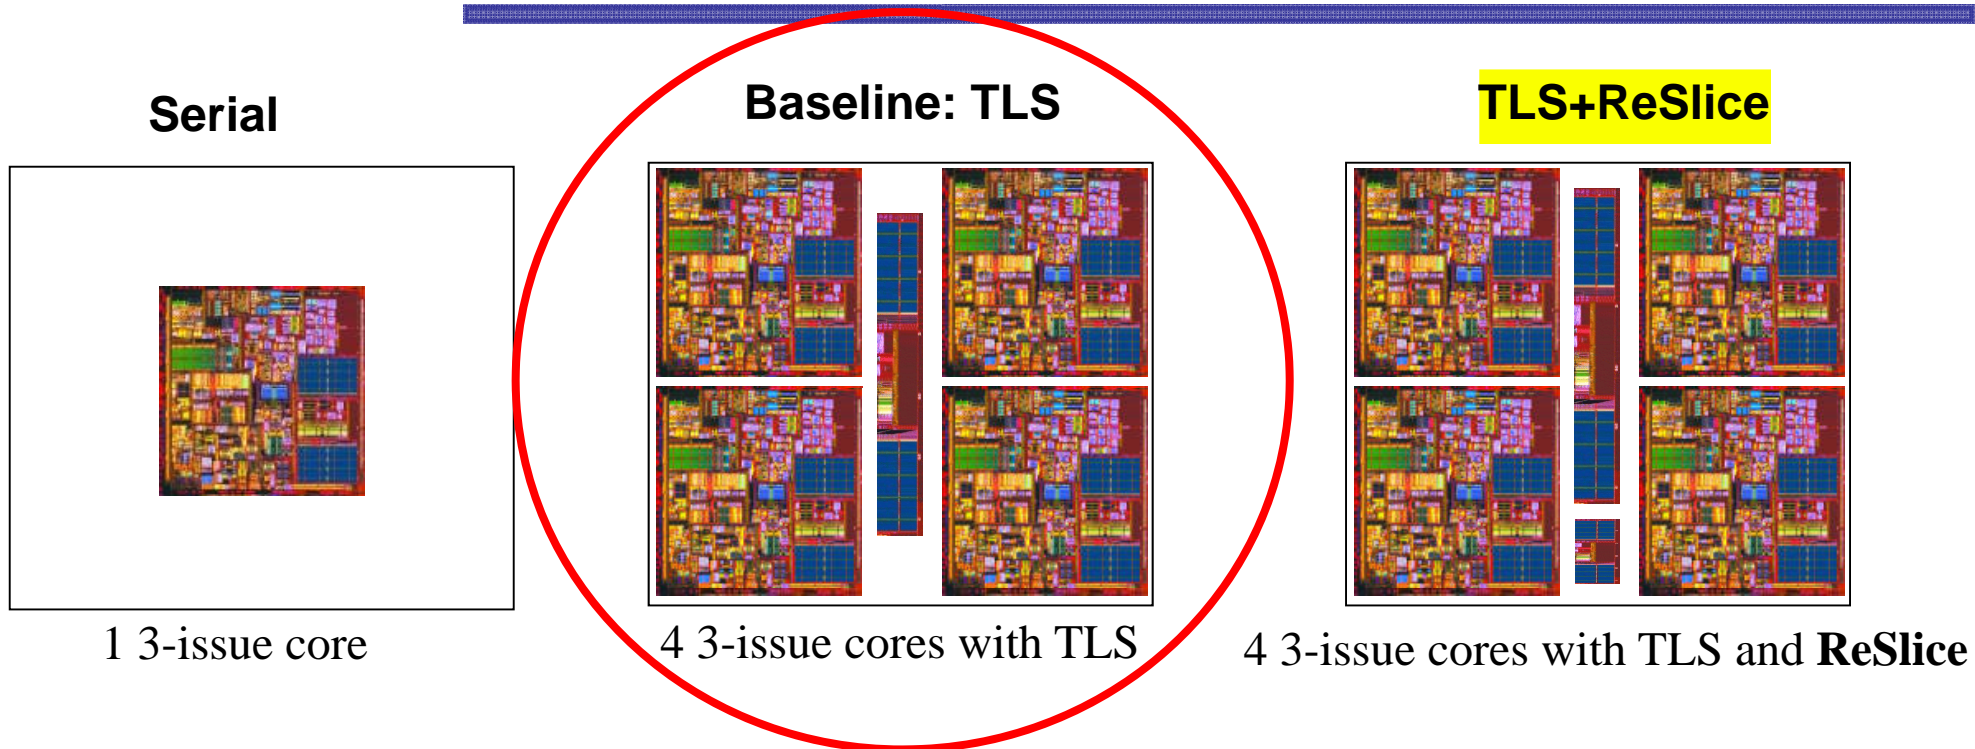 Serial
Baseline: TLS
TLS+ReSlice
1 3-issue core
4 3-issue cores with TLS
4 3-issue cores with TLS and ReSlice